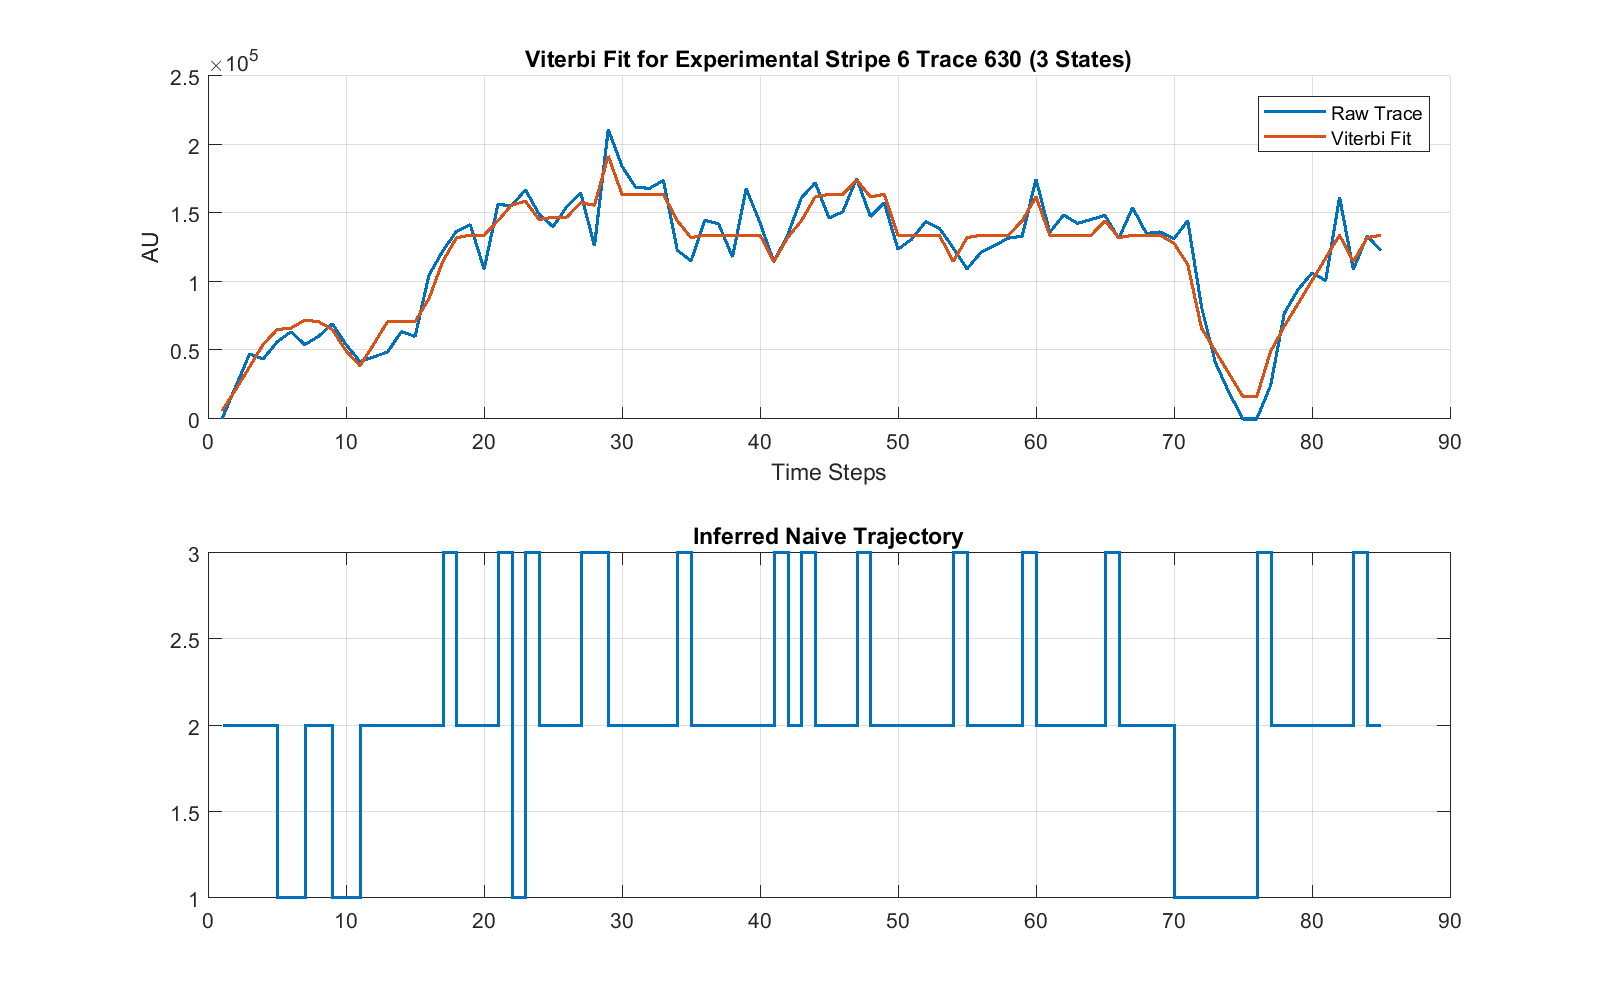 Viterbi Fit for Experimental Stripe 6 Trace 630 (3 States)
×10^5
2.5
2
1.5
1
0.5
0
AU
Raw Trace
Viterbi Fit
0 10 20 30 40 50 60 70 80 90
Time Steps
Inferred Naive Trajectory
3
2.5
2
1.5
1
0 10 20 30 40 50 60 70 80 90